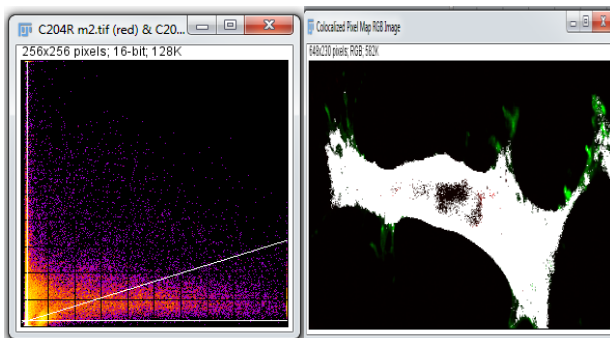 C204R m2.tif (red) & C20...
256x256 pixels; 16-bit; 128K
Colocalized Pixel Map RGB Image
648x230 pixels; RGB; 582K